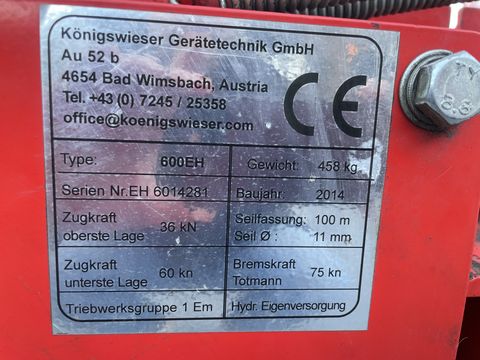 Königswieser Gerätetechnik GmbH
Au 52 b
4654 Bad Wimsbach, Austria
Tel. +43 (0) 7245 / 25358
office@koenigswieser.com
CE
TY
8.8
Type: 600EH Gewicht: 458 kg
Serien Nr.EH 6014281 Baujahr: 2014
Zugkraft
oberste Lage 36 kN
Seilfassung: 100 m
Seil Ø : 11 mm
Zugkraft
unterste Lage 60 kn
Bremskraft
Totmann 75 kn
Triebwerksgruppe 1 Em Hydr. Eigenversorgung